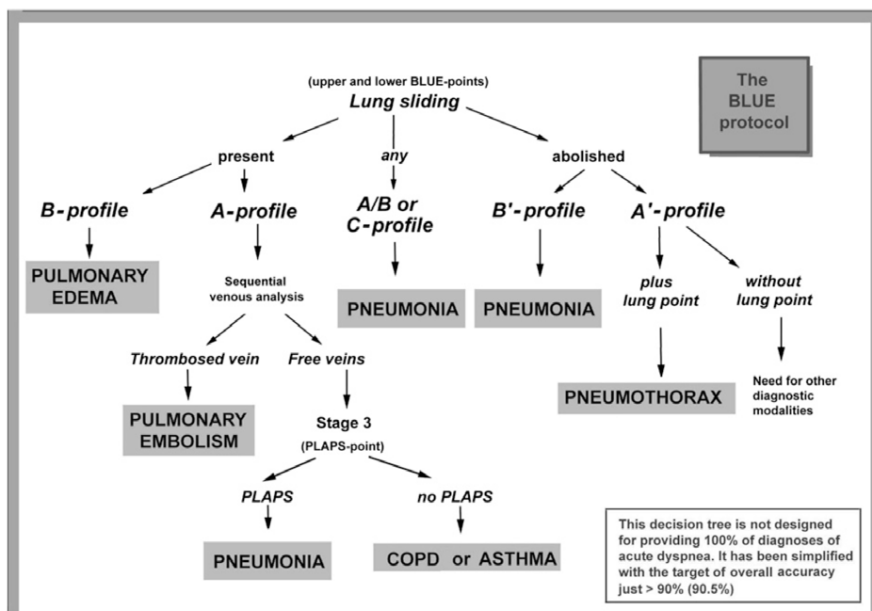 The
BLUE
protocol
(upper and lower BLUE-points)
Lung sliding
present
any
abolished
B-profile
A-profile
A/B or
C-profile
B'-profile
A'-profile
PULMONARY
EDEMA
Sequential
venous analysis
PNEUMONIA
PNEUMONIA
plus
lung point
without
lung point
Thrombosed vein
Free veins
PNEUMOTHORAX
Need for other
diagnostic
modalities
PULMONARY
EMBOLISM
Stage 3
(PLAPS-point)
PLAPS
no PLAPS
PNEUMONIA
COPD or ASTHMA
This decision tree is not designed
for providing 100% of diagnoses of
acute dyspnea. It has been simplified
with the target of overall accuracy
just > 90% (90.5%)